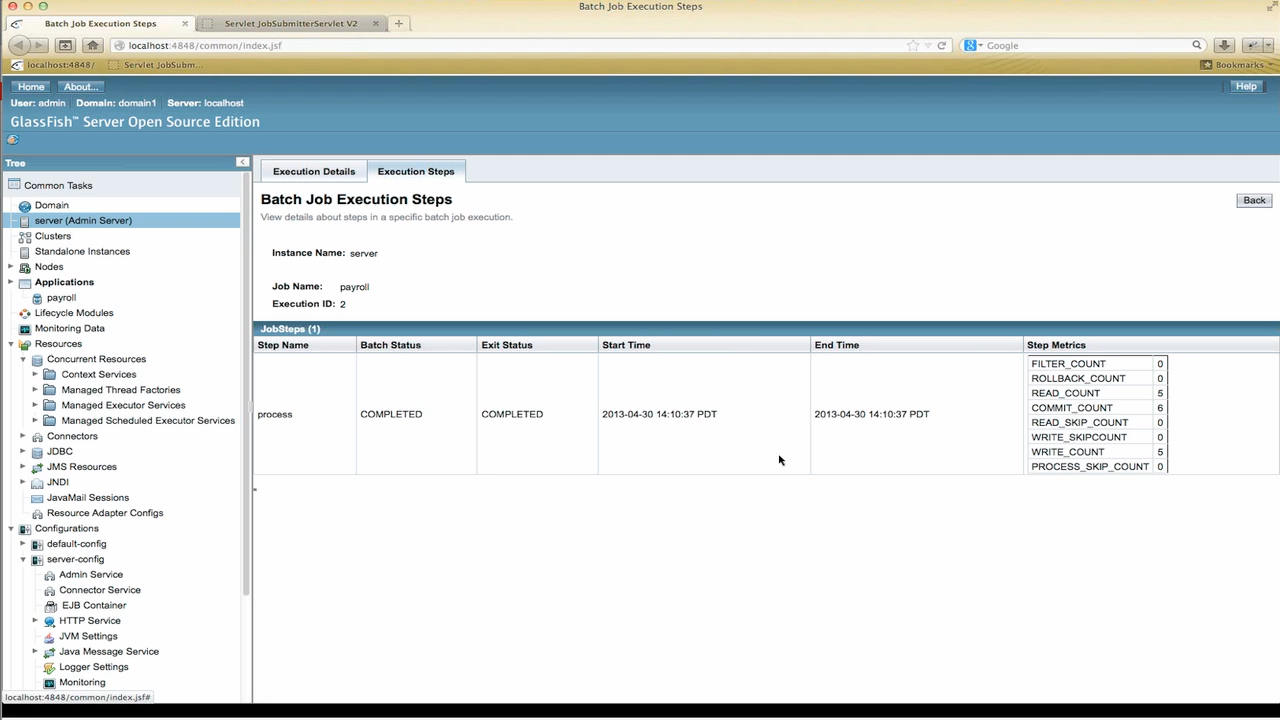 Batch Job Execution Steps
Batch Job Execution Steps
Servlet JobSubmitterServlet V2
localhost:4848/common/index.jsf
Google
localhost:4848/
Servlet JobSubm...
Bookmarks
Home
About...
Help
User: admin Domain: domain1 Server: localhost
GlassFish™ Server Open Source Edition
Tree
Common Tasks
Domain
server (Admin Server)
Clusters
Standalone Instances
Nodes
Applications
payroll
Lifecycle Modules
Monitoring Data
Resources
Concurrent Resources
Context Services
Managed Thread Factories
Managed Executor Services
Managed Scheduled Executor Services
Connectors
JDBC
JMS Resources
JNDI
JavaMail Sessions
Resource Adapter Configs
Configurations
default-config
server-config
Admin Service
Connector Service
EJB Container
HTTP Service
JVM Settings
Java Message Service
Logger Settings
Monitoring
localhost:4848/common/index.jsf#
Execution Details
Execution Steps
Batch Job Execution Steps
Back
View details about steps in a specific batch job execution.
Instance Name: server
Job Name: payroll
Execution ID: 2
JobSteps (1)
Step Name Batch Status Exit Status Start Time End Time Step Metrics
process COMPLETED COMPLETED 2013-04-30 14:10:37 PDT 2013-04-30 14:10:37 PDT
FILTER_COUNT 0
ROLLBACK_COUNT 0
READ_COUNT 5
COMMIT_COUNT 6
READ_SKIP_COUNT 0
WRITE_SKIPCOUNT 0
WRITE_COUNT 5
PROCESS_SKIP_COUNT 0